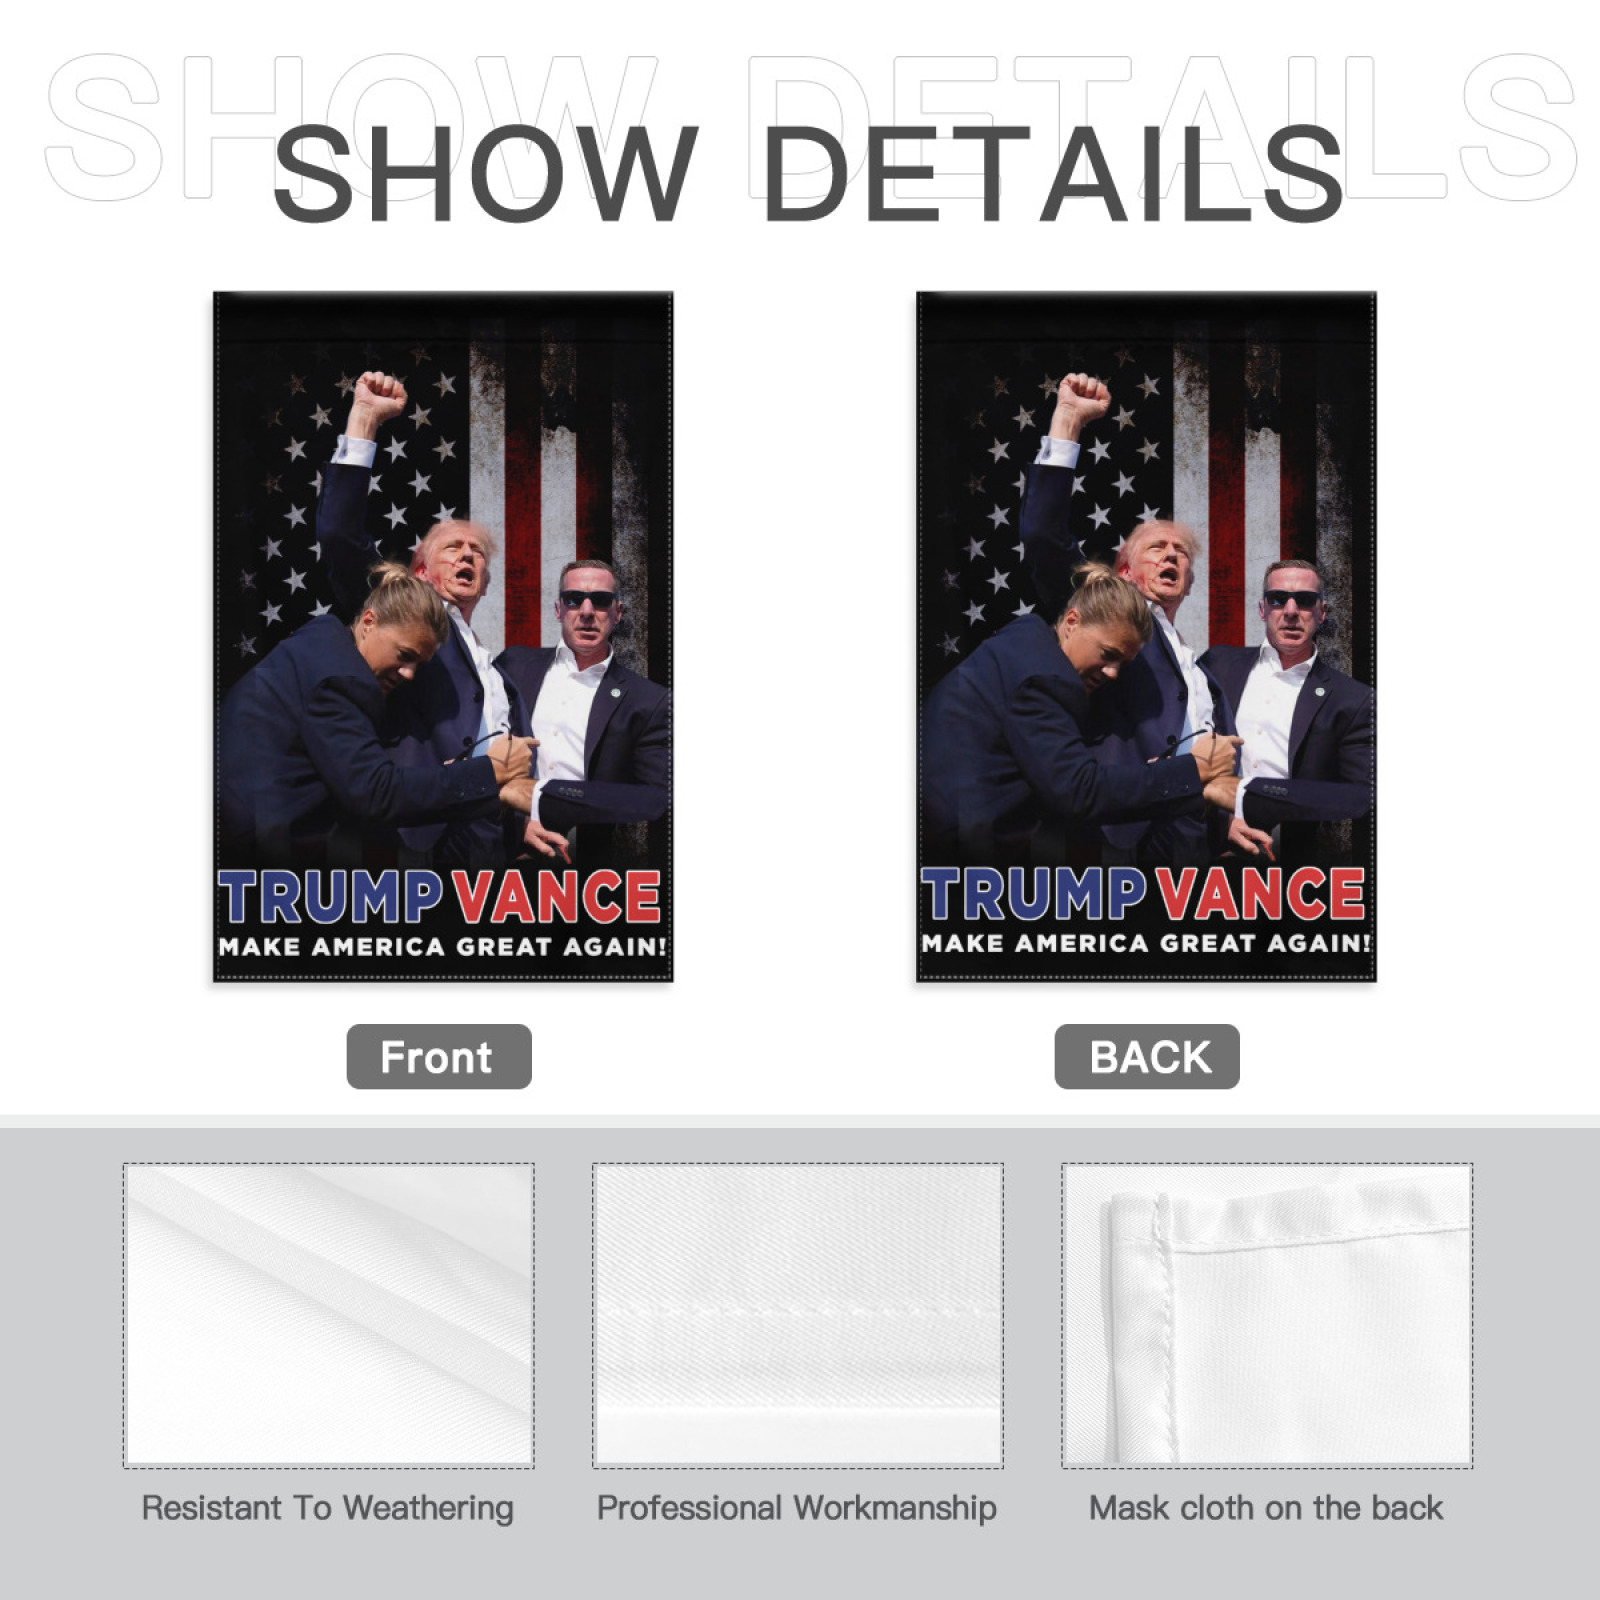 SHOW DETAILS
SHOW DETAILS
TRUMP VANCE
MAKE AMERICA GREAT AGAIN!
TRUMP VANCE
MAKE AMERICA GREAT AGAIN!
Front
BACK
Resistant To Weathering
Professional Workmanship
Mask cloth on the back